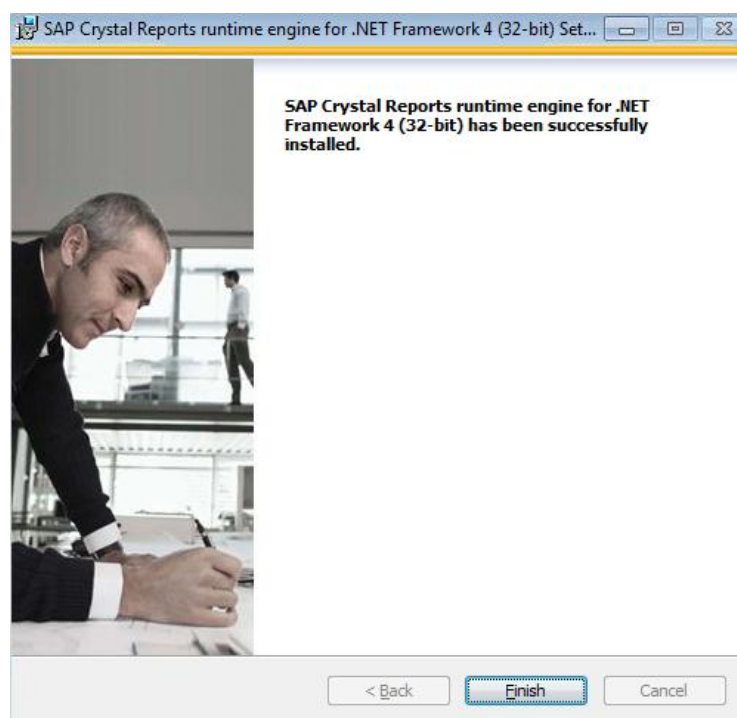 SAP Crystal Reports runtime engine for .NET Framework 4 (32-bit) Set...
SAP Crystal Reports runtime engine for .NET
Framework 4 (32-bit) has been successfully
installed.
< Back
Finish
Cancel